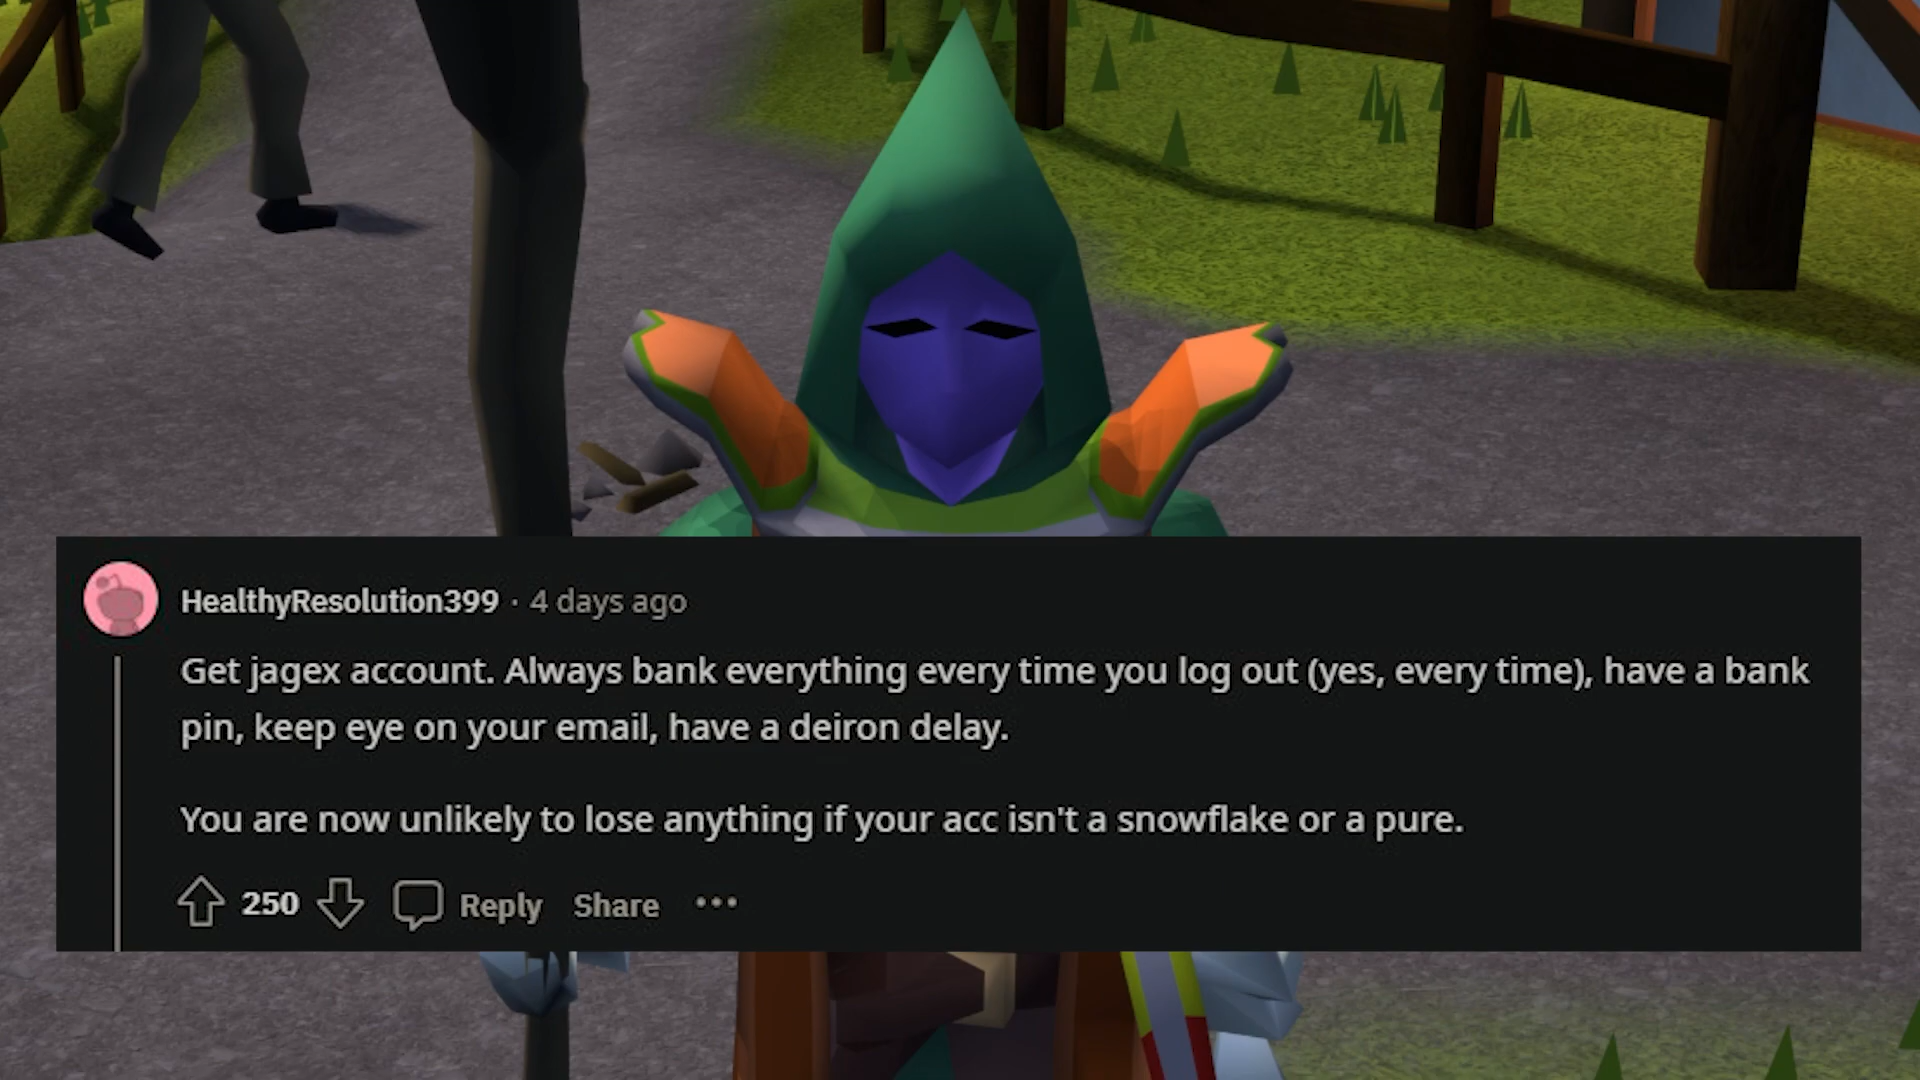 HealthyResolution399 · 4 days ago
Get jagex account. Always bank everything every time you log out (yes, every time), have a bank
pin, keep eye on your email, have a deiron delay.
You are now unlikely to lose anything if your acc isn't a snowflake or a pure.
250 Reply Share ···